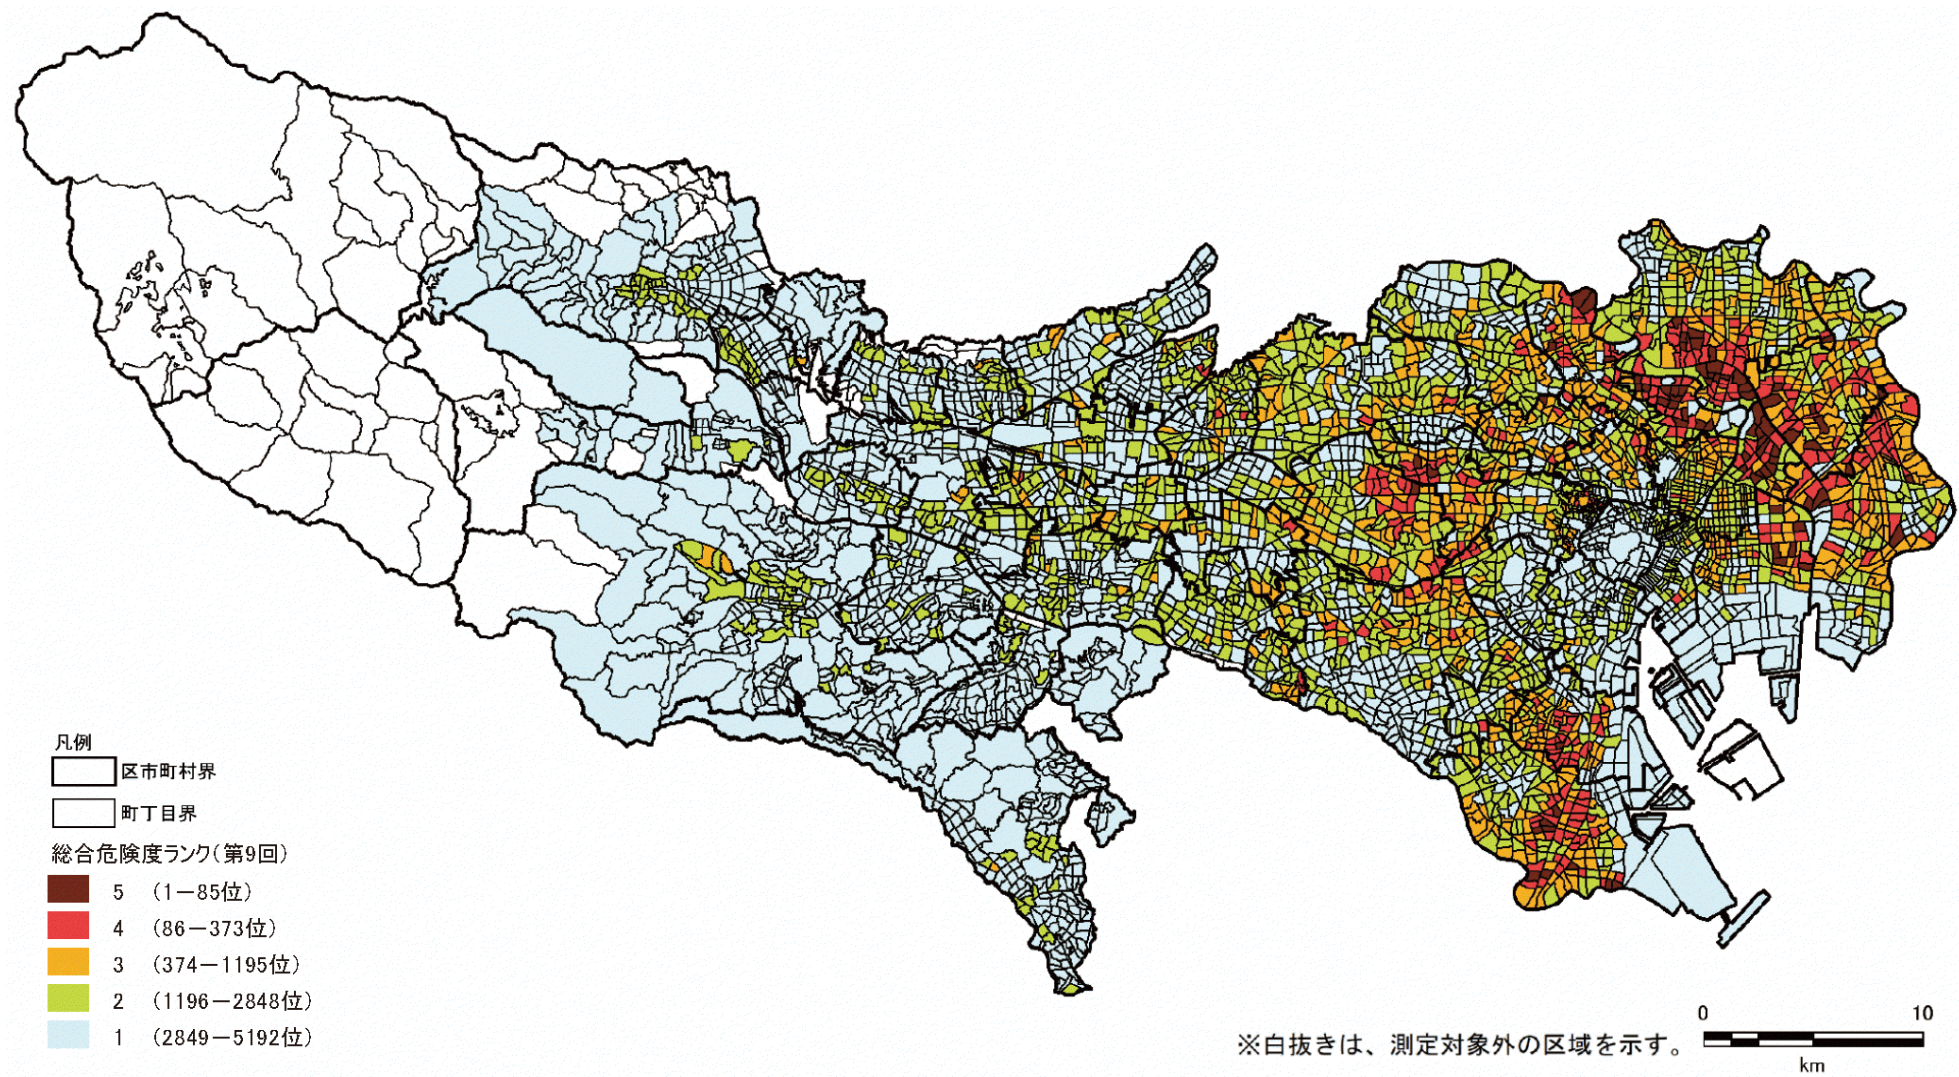 凡例
区市町村界
町丁目界
総合危険度ランク(第9回)
5 (1－85位)
4 (86－373位)
3 (374－1195位)
2 (1196－2848位)
1 (2849－5192位)
※白抜きは、測定対象外の区域を示す。
0 10
km